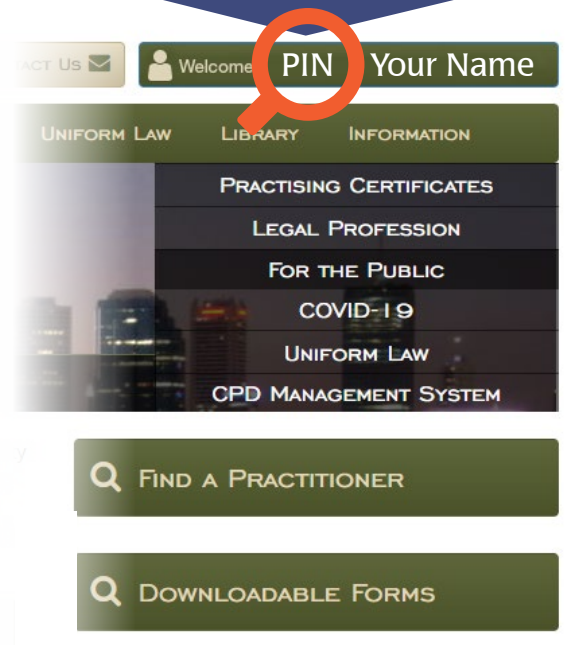 ACT US Welcome PIN Your Name
UNIFORM LAW LIBRARY INFORMATION
PRACTISING CERTIFICATES
LEGAL PROFESSION
FOR THE PUBLIC
COVID-19
UNIFORM LAW
CPD MANAGEMENT SYSTEM
FIND A PRACTITIONER
DOWNLOADABLE FORMS